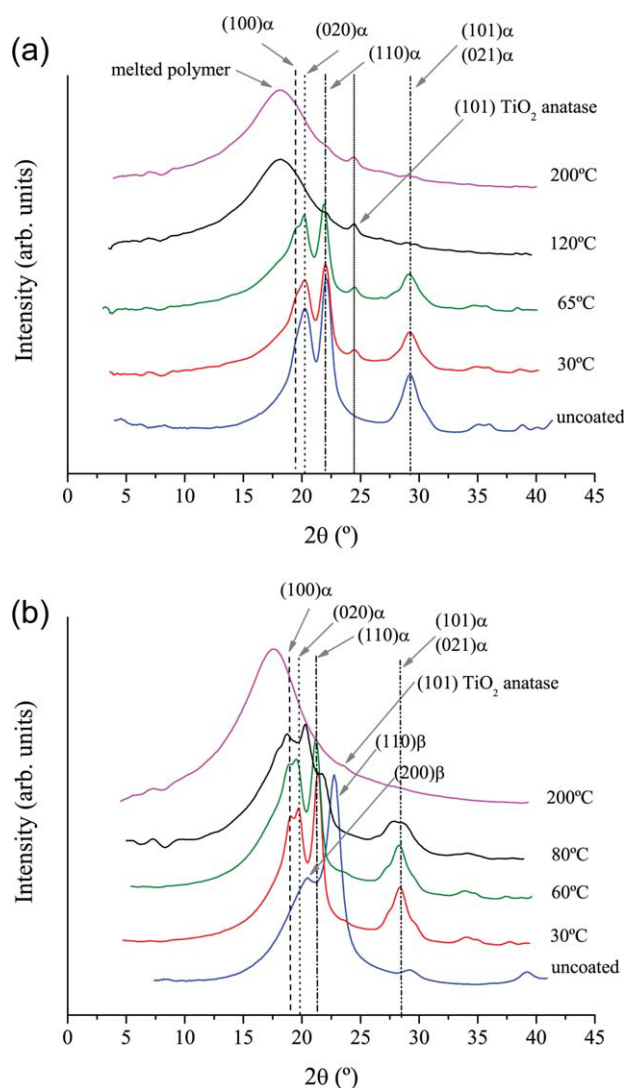 (a)
(100)α
(020)α
(110)α
(101)α
(021)α
melted polymer
(101) TiO₂ anatase
200ºC
120ºC
65ºC
30ºC
uncoated
Intensity (arb. units)
0 5 10 15 20 25 30 35 40 45
2θ (º)
(b)
(100)α
(020)α
(110)α
(101)α
(021)α
(101) TiO₂ anatase
(110)β
(200)β
200ºC
80ºC
60ºC
30ºC
uncoated
Intensity (arb. units)
0 5 10 15 20 25 30 35 40 45
2θ (º)